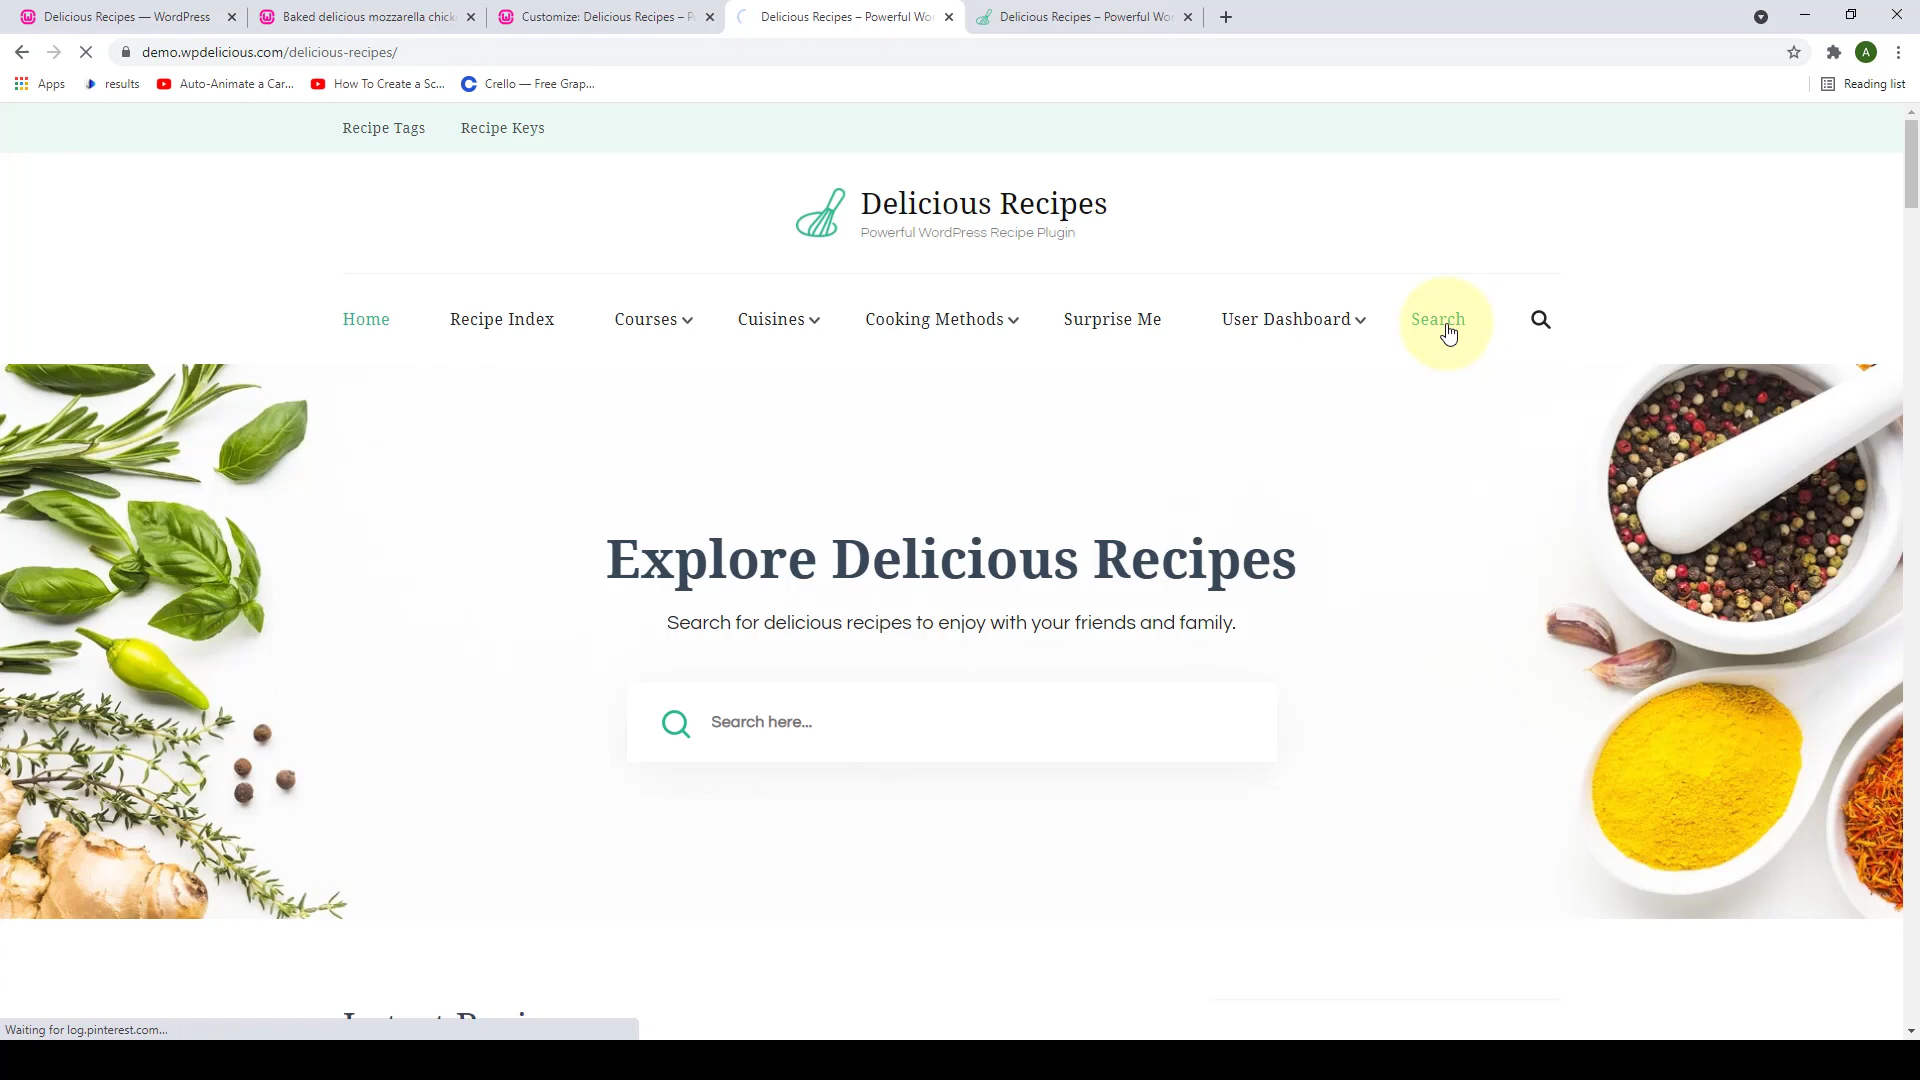 Delicious Recipes — WordPress
Baked delicious mozzarella chick
Customize: Delicious Recipes – P
Delicious Recipes – Powerful Wor
Delicious Recipes – Powerful Wor
demo.wpdelicious.com/delicious-recipes/
A
Apps
results
Auto-Animate a Car...
How To Create a Sc...
Crello — Free Grap...
Reading list
Recipe Tags
Recipe Keys
Delicious Recipes
Powerful WordPress Recipe Plugin
Home
Recipe Index
Courses
Cuisines
Cooking Methods
Surprise Me
User Dashboard
Search
Explore Delicious Recipes
Search for delicious recipes to enjoy with your friends and family.
Search here...
Waiting for log.pinterest.com...